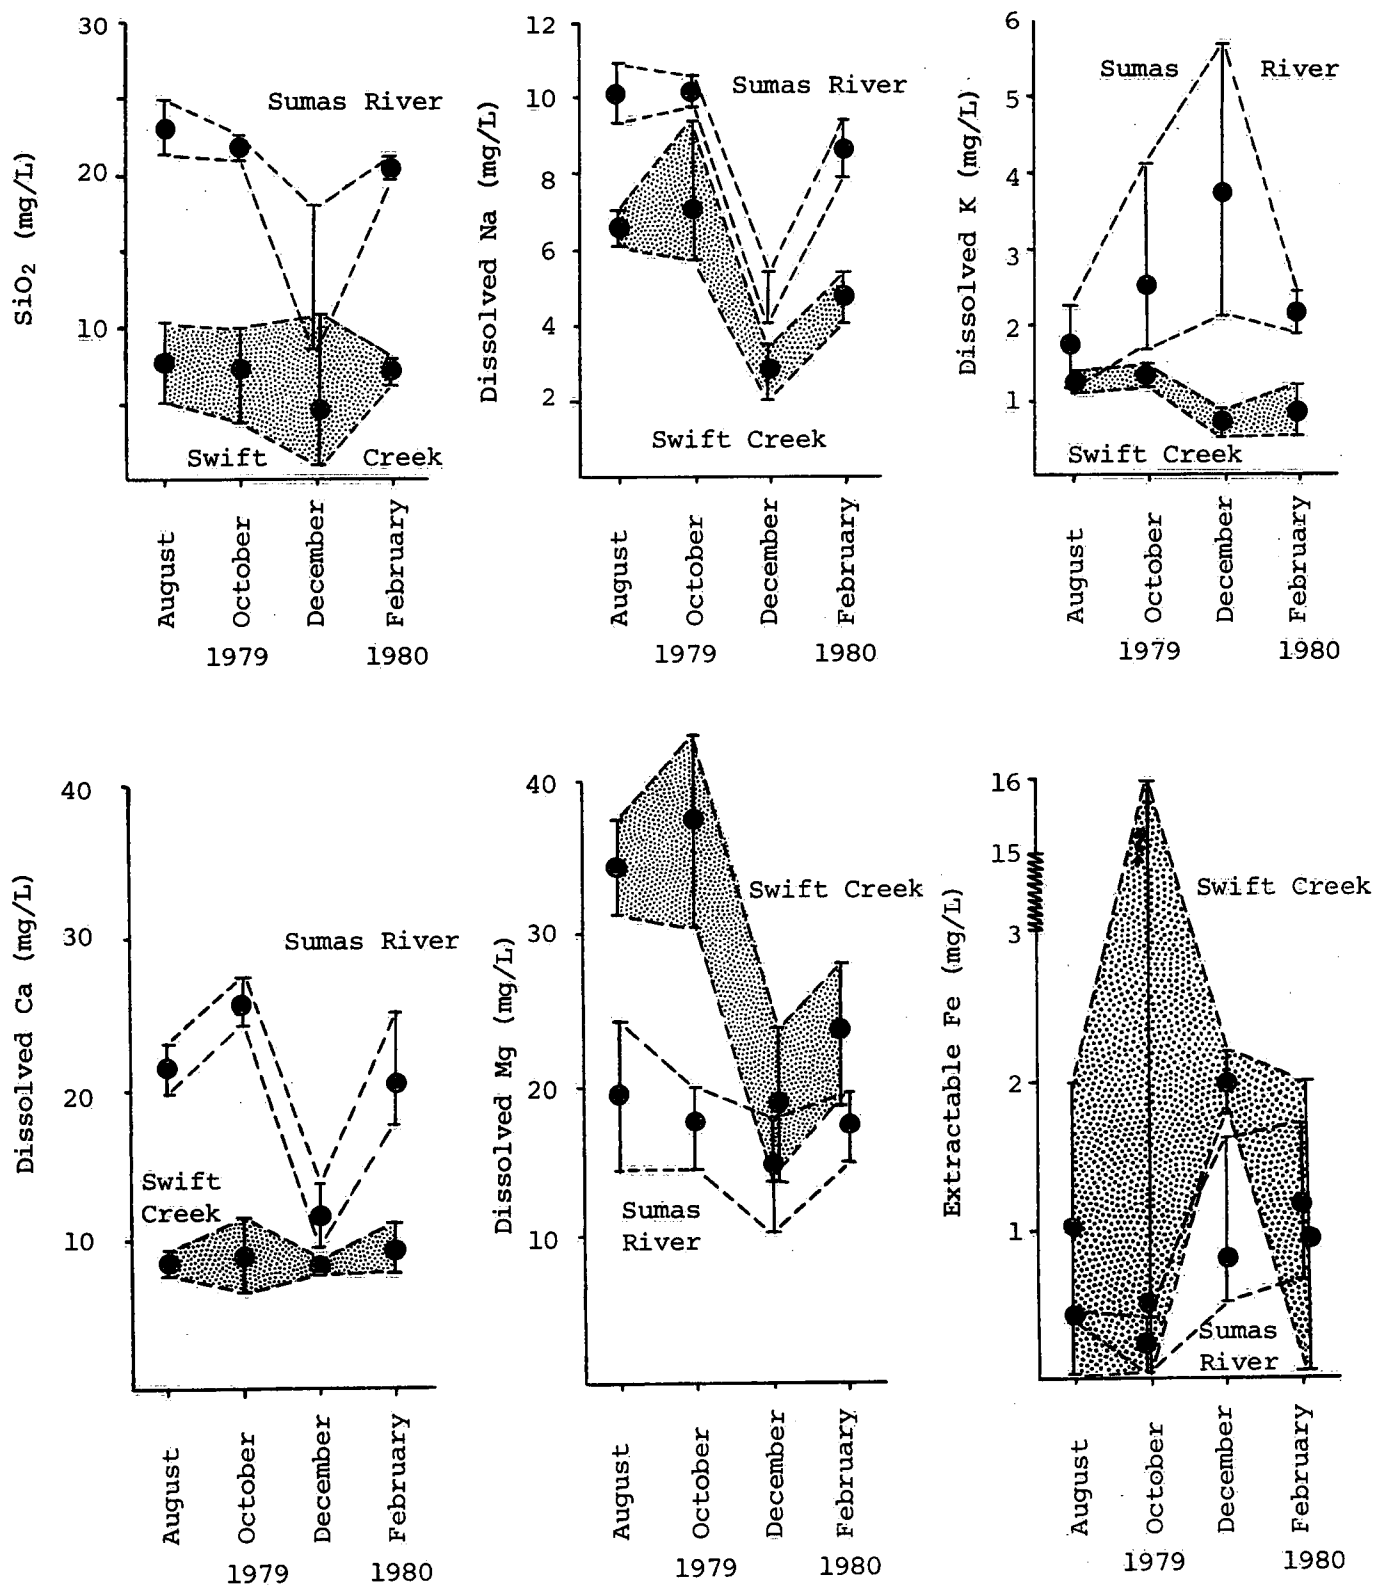 SiO₂ (mg/L)
30
20
10
Sumas River
Swift Creek
August
October
December
February
1979
1980
Dissolved Na (mg/L)
12
10
8
6
4
2
Sumas River
Swift Creek
August
October
December
February
1979
1980
Dissolved K (mg/L)
6
5
4
3
2
1
Sumas River
Swift Creek
August
October
December
February
1979
1980
Dissolved Ca (mg/L)
40
30
20
10
Sumas River
Swift
Creek
August
October
December
February
1979
1980
Dissolved Mg (mg/L)
40
30
20
10
Swift Creek
Sumas
River
August
October
December
February
1979
1980
Extractable Fe (mg/L)
16
15
3
2
1
Swift Creek
Sumas
River
August
October
December
February
1979
1980